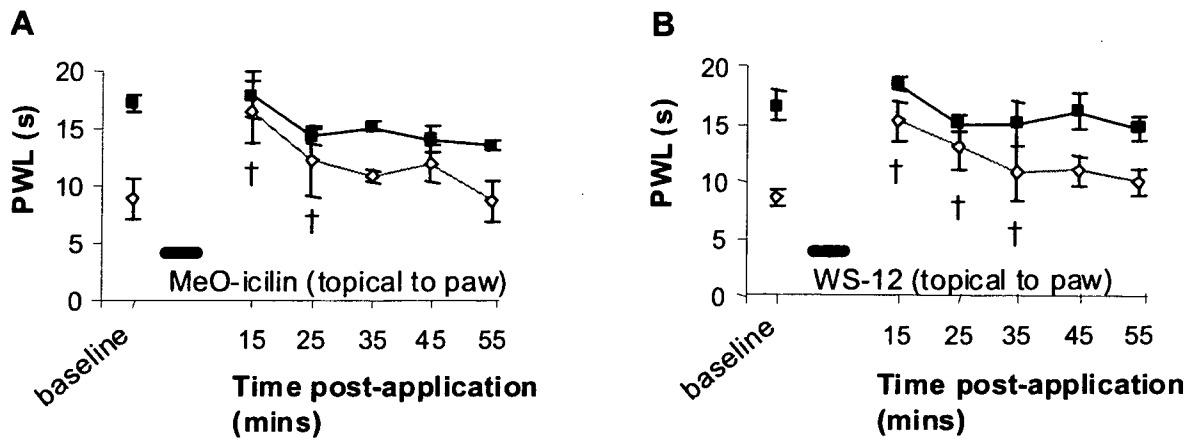 A
PWL (s)
20
15
10
5
0
†
†
MeO-icilin (topical to paw)
baseline
15 25 35 45 55
Time post-application
(mins)
B
PWL (s)
20
15
10
5
0
†
†
†
WS-12 (topical to paw)
baseline
15 25 35 45 55
Time post-application
(mins)